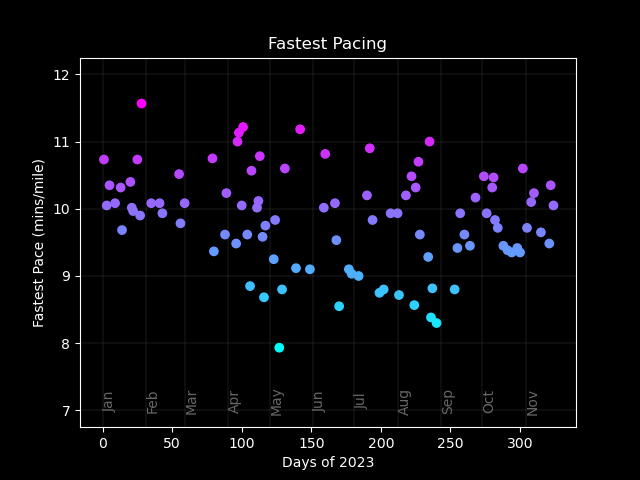 Fastest Pacing
Fastest Pace (mins/mile)
12
11
10
9
8
7
Jan
Feb
Mar
Apr
May
Jun
Jul
Aug
Sep
Oct
Nov
0
50
100
150
200
250
300
Days of 2023